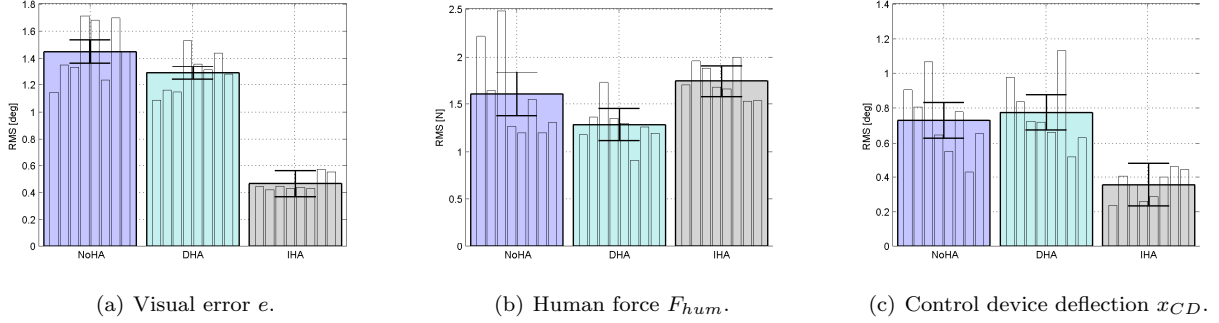 1.8
1.6
1.4
1.2
1
0.8
0.6
0.4
0.2
0
RMS [deg]
NoHA DHA IHA
(a) Visual error e.
2.5
2
1.5
1
0.5
0
RMS [N]
NoHA DHA IHA
(b) Human force F_hum.
1.4
1.2
1
0.8
0.6
0.4
0.2
0
RMS [deg]
NoHA DHA IHA
(c) Control device deflection x_CD.